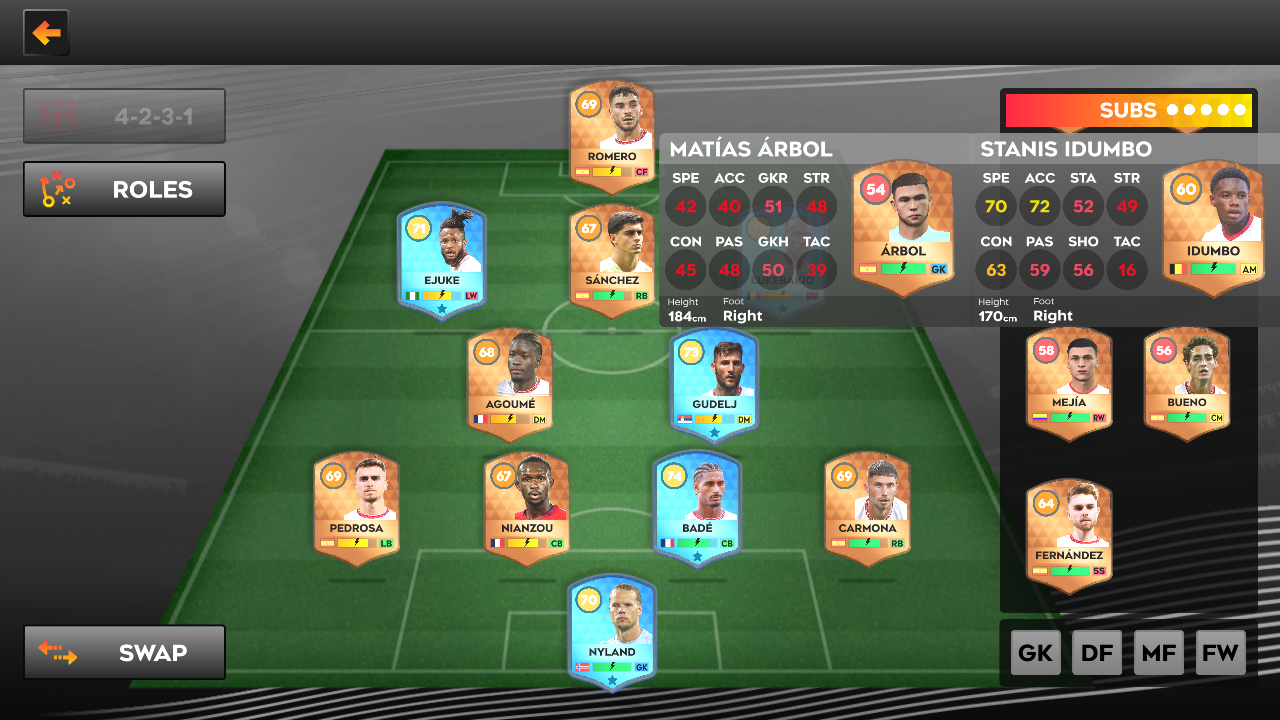 4-2-3-1
ROLES
SWAP
69
ROMERO
CF
71
EJUKE
LW
67
SÁNCHEZ
RB
LUKEBAKIO
RW
68
AGOUMÉ
DM
73
GUDELJ
DM
69
PEDROSA
LB
67
NIANZOU
CB
74
BADÉ
CB
69
CARMONA
RB
70
NYLAND
GK
SUBS
MATÍAS ÁRBOL
SPE ACC GKR STR
42 40 51 48
CON PAS GKH TAC
45 48 50 39
Height Foot
184cm Right
54
ÁRBOL
GK
STANIS IDUMBO
SPE ACC STA STR
70 72 52 49
CON PAS SHO TAC
63 59 56 16
Height Foot
170cm Right
60
IDUMBO
AM
58
MEJÍA
RW
56
BUENO
CM
64
FERNÁNDEZ
SS
GK DF MF FW